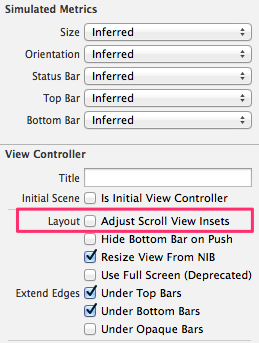 Simulated Metrics
Size Inferred
Orientation Inferred
Status Bar Inferred
Top Bar Inferred
Bottom Bar Inferred
View Controller
Title
Initial Scene Is Initial View Controller
Layout Adjust Scroll View Insets
Hide Bottom Bar on Push
Resize View From NIB
Use Full Screen (Deprecated)
Extend Edges Under Top Bars
Under Bottom Bars
Under Opaque Bars